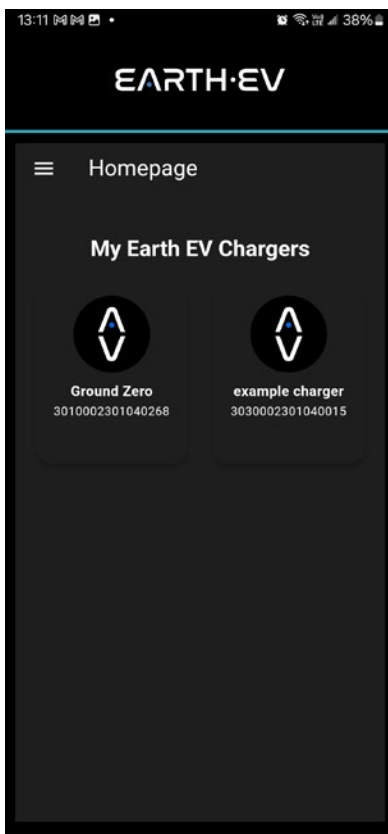 13:11 38%
EARTH·EV
Homepage
My Earth EV Chargers
Ground Zero example charger
3010002301040268 3030002301040015